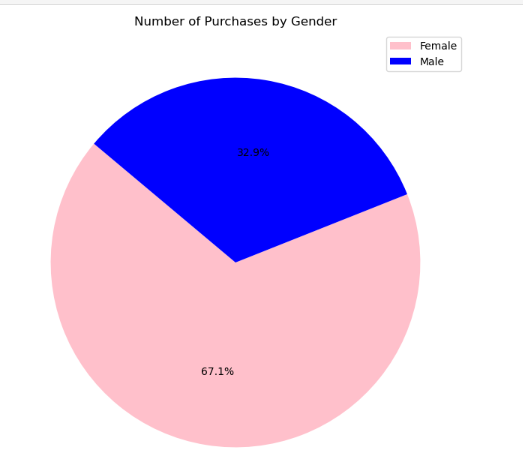 Number of Purchases by Gender
Female
Male
32.9%
67.1%